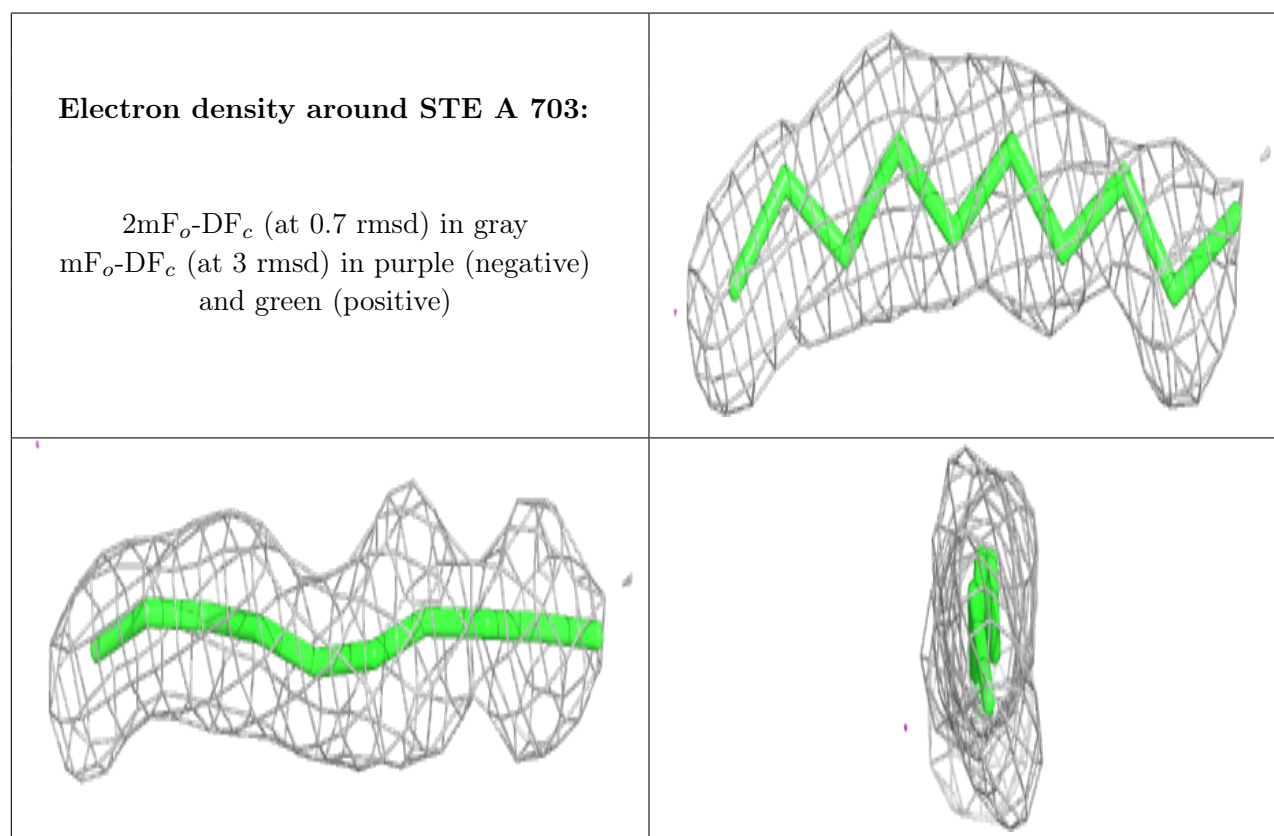 Electron density around STE A 703:
2mFo-DFc (at 0.7 rmsd) in gray
mFo-DFc (at 3 rmsd) in purple (negative)
and green (positive)